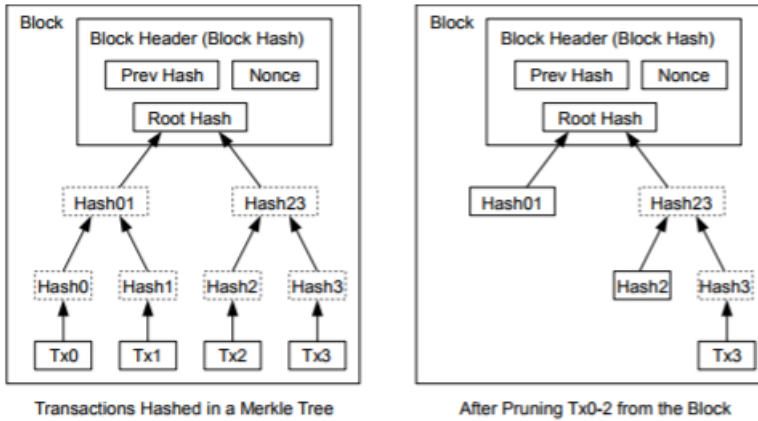 Block
Block Header (Block Hash)
Prev Hash
Nonce
Root Hash
Hash01
Hash23
Hash0
Hash1
Hash2
Hash3
Tx0
Tx1
Tx2
Tx3
Transactions Hashed in a Merkle Tree
Block
Block Header (Block Hash)
Prev Hash
Nonce
Root Hash
Hash01
Hash23
Hash2
Hash3
Tx3
After Pruning Tx0-2 from the Block